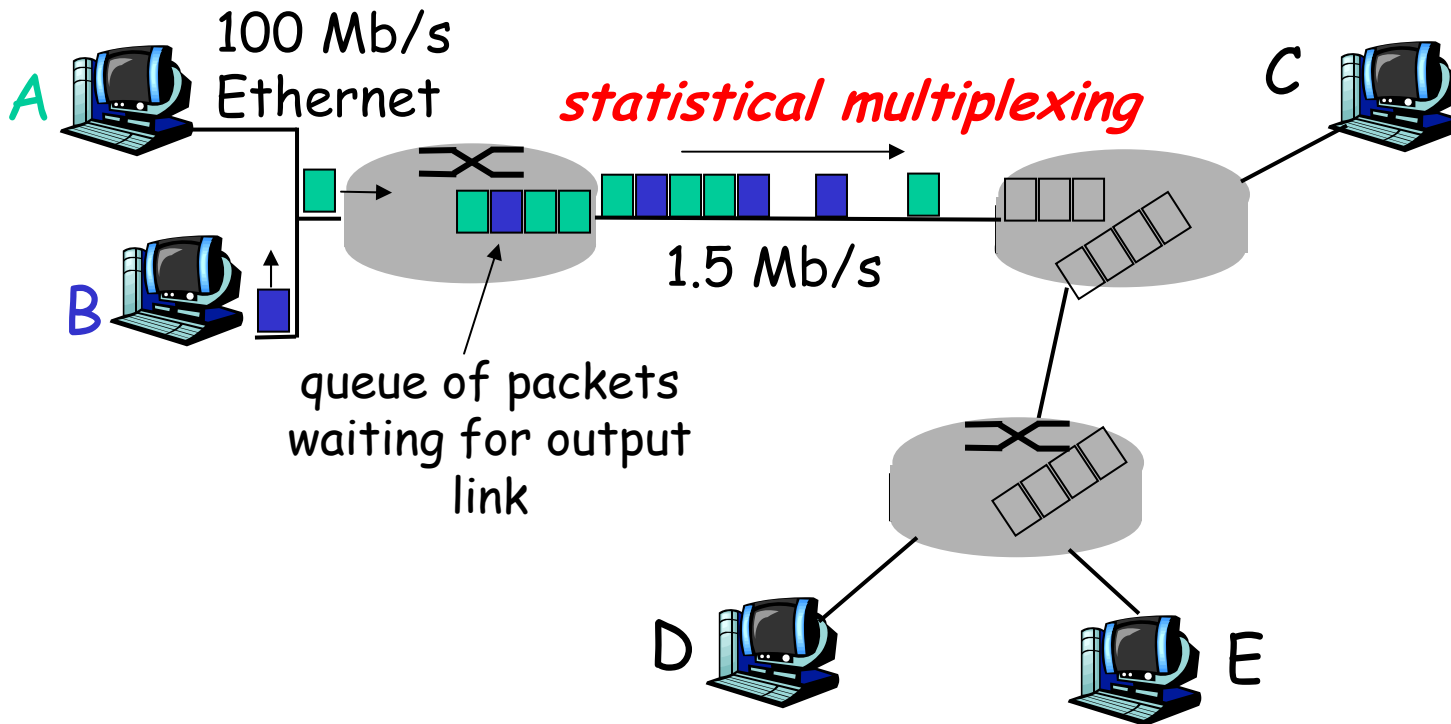 100 Mb/s
Ethernet
A
statistical multiplexing
C
B
1.5 Mb/s
queue of packets
waiting for output
link
D
E